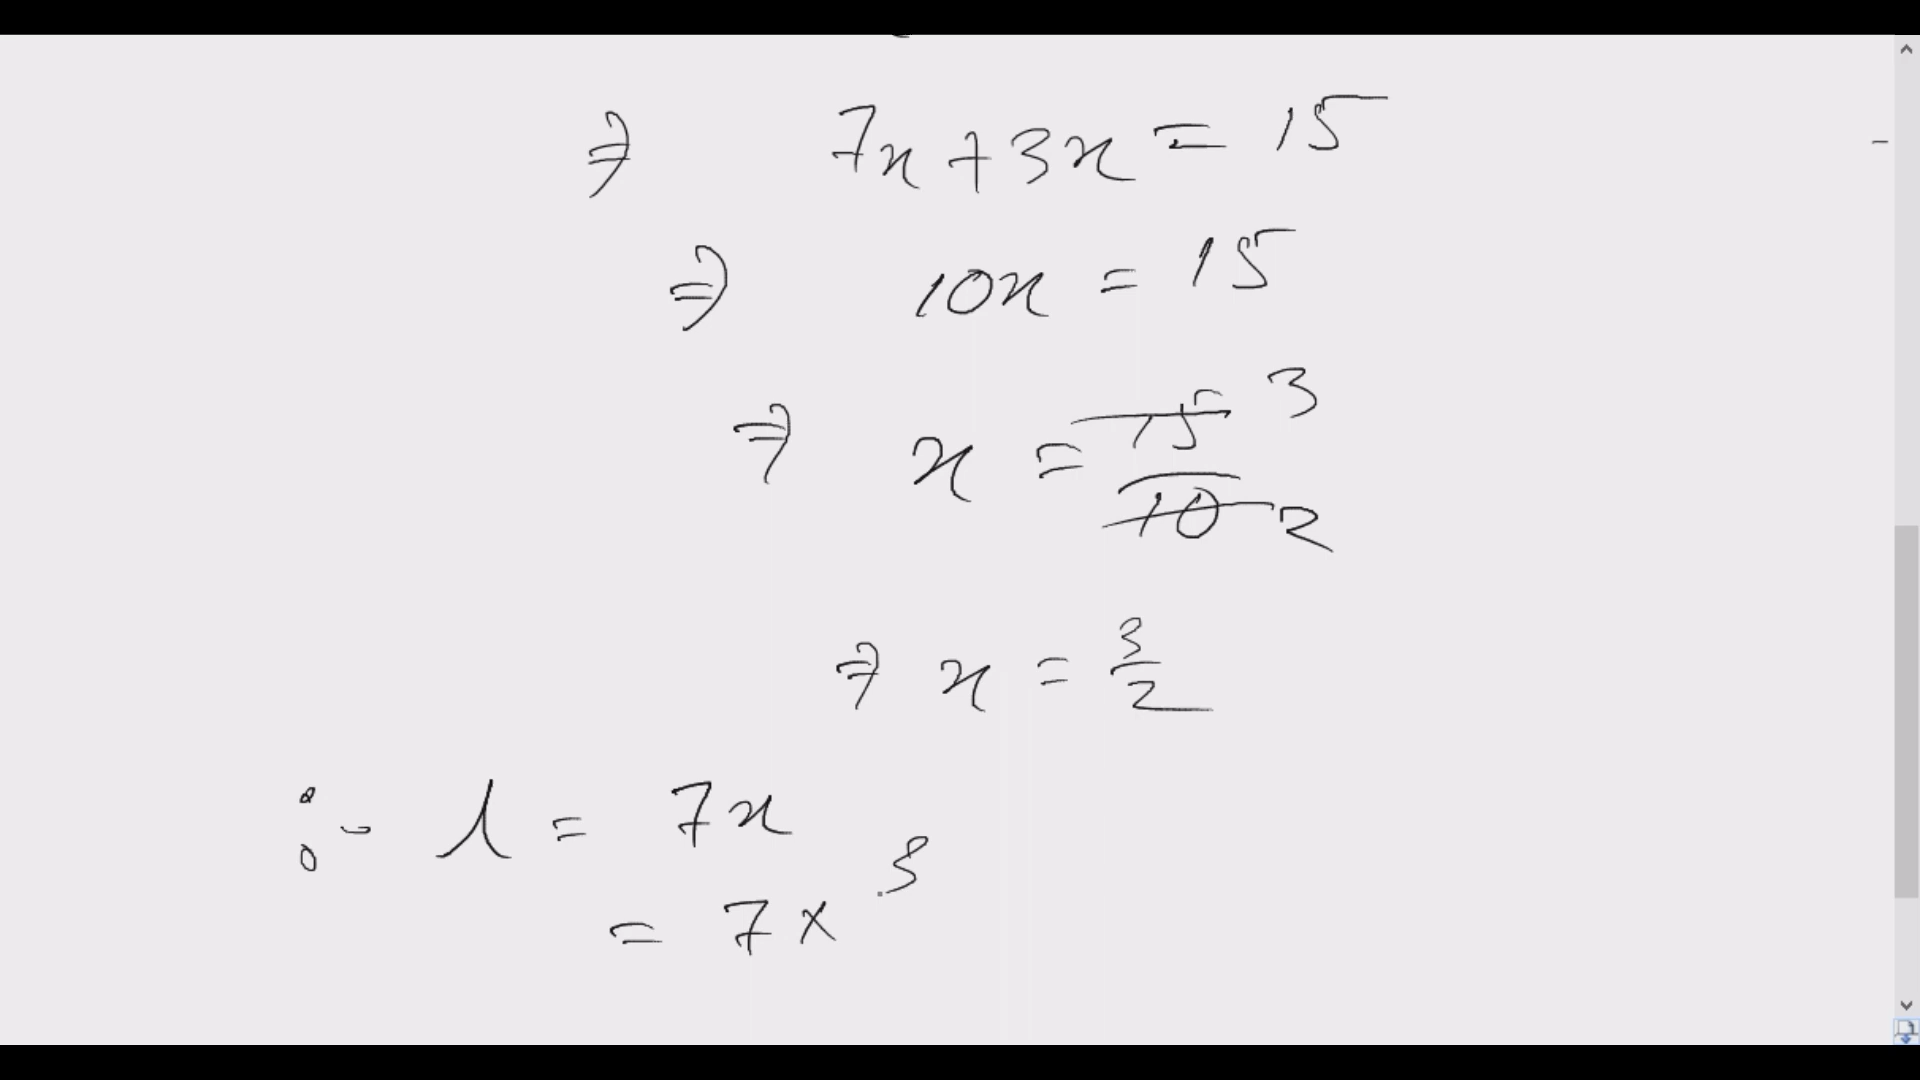 ⇒ 7x + 3x = 15
⇒ 10x = 15
⇒ x = 15/10 3 2
⇒ x = 3/2
∴ l = 7x
= 7 × 3